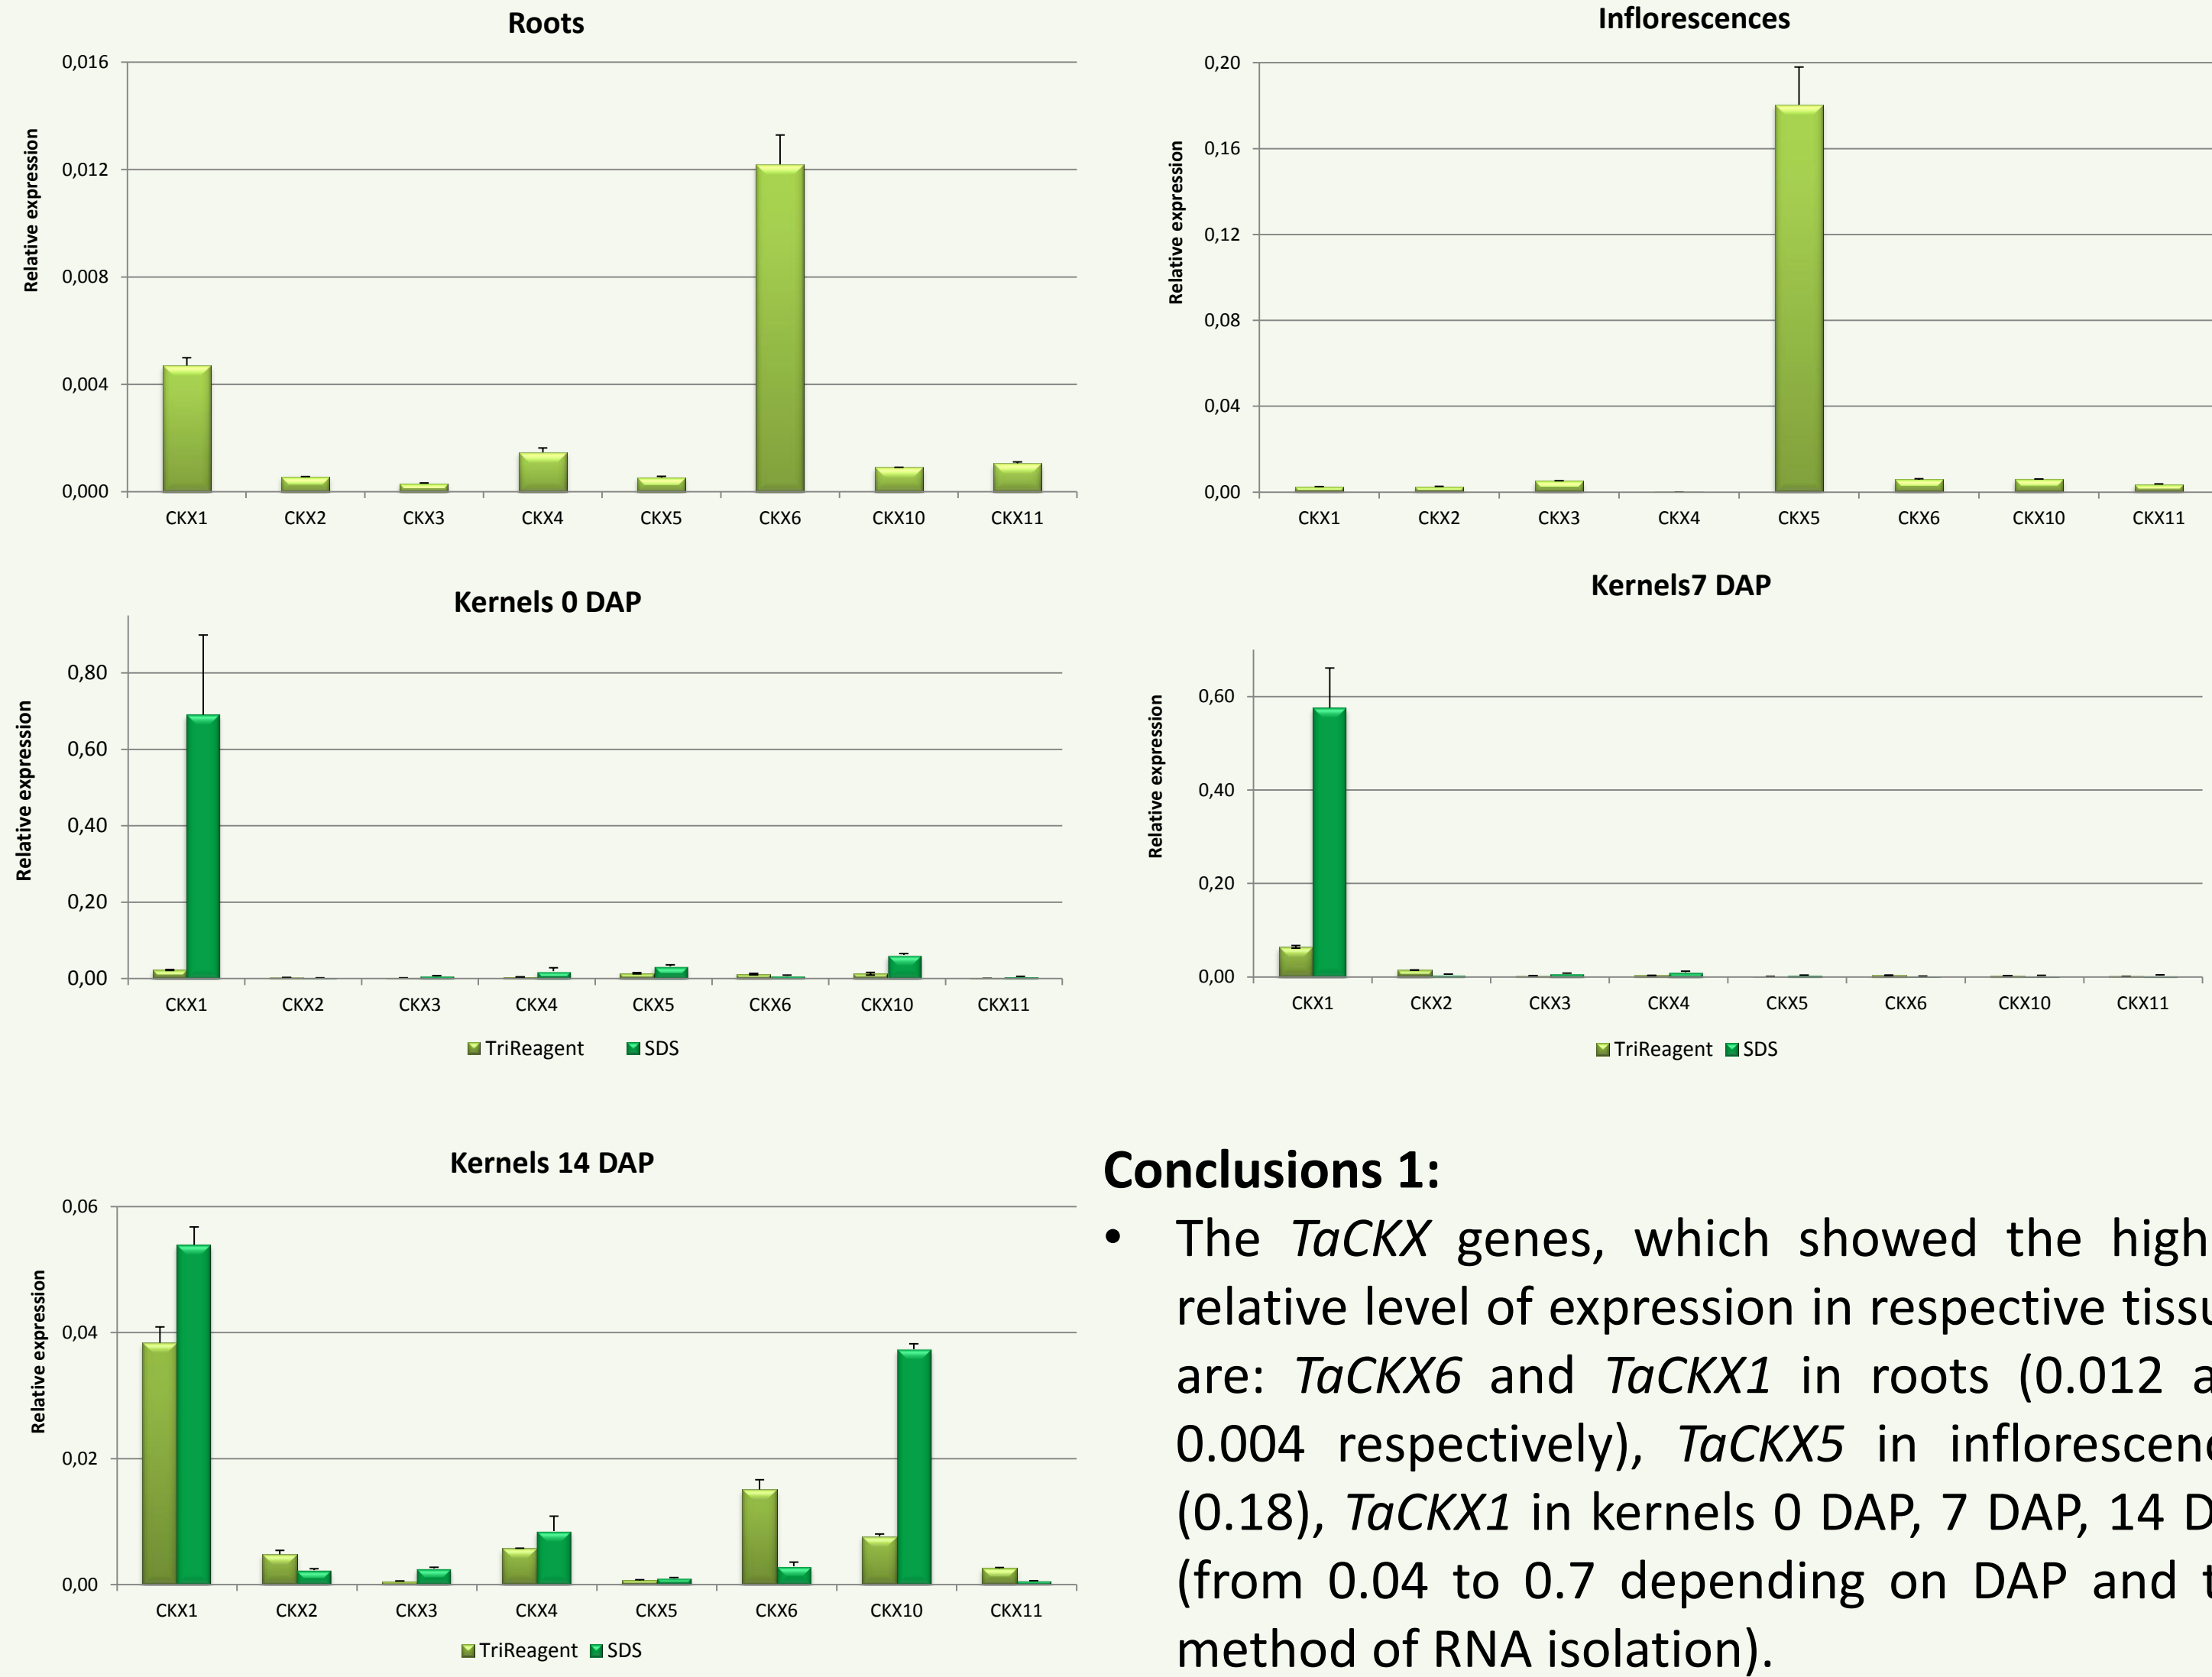 Roots
Relative expression
0,016
0,012
0,008
0,004
0,000
CKX1 CKX2 CKX3 CKX4 CKX5 CKX6 CKX10 CKX11
Inflorescences
Relative expression
0,20
0,16
0,12
0,08
0,04
0,00
CKX1 CKX2 CKX3 CKX4 CKX5 CKX6 CKX10 CKX11
Kernels 0 DAP
Relative expression
0,80
0,60
0,40
0,20
0,00
CKX1 CKX2 CKX3 CKX4 CKX5 CKX6 CKX10 CKX11
TriReagent SDS
Kernels7 DAP
Relative expression
0,60
0,40
0,20
0,00
CKX1 CKX2 CKX3 CKX4 CKX5 CKX6 CKX10 CKX11
TriReagent SDS
Kernels 14 DAP
Relative expression
0,06
0,04
0,02
0,00
CKX1 CKX2 CKX3 CKX4 CKX5 CKX6 CKX10 CKX11
TriReagent SDS
Conclusions 1:
• The TaCKX genes, which showed the high
relative level of expression in respective tissu
are: TaCKX6 and TaCKX1 in roots (0.012 a
0.004 respectively), TaCKX5 in inflorescenc
(0.18), TaCKX1 in kernels 0 DAP, 7 DAP, 14 D
(from 0.04 to 0.7 depending on DAP and t
method of RNA isolation).